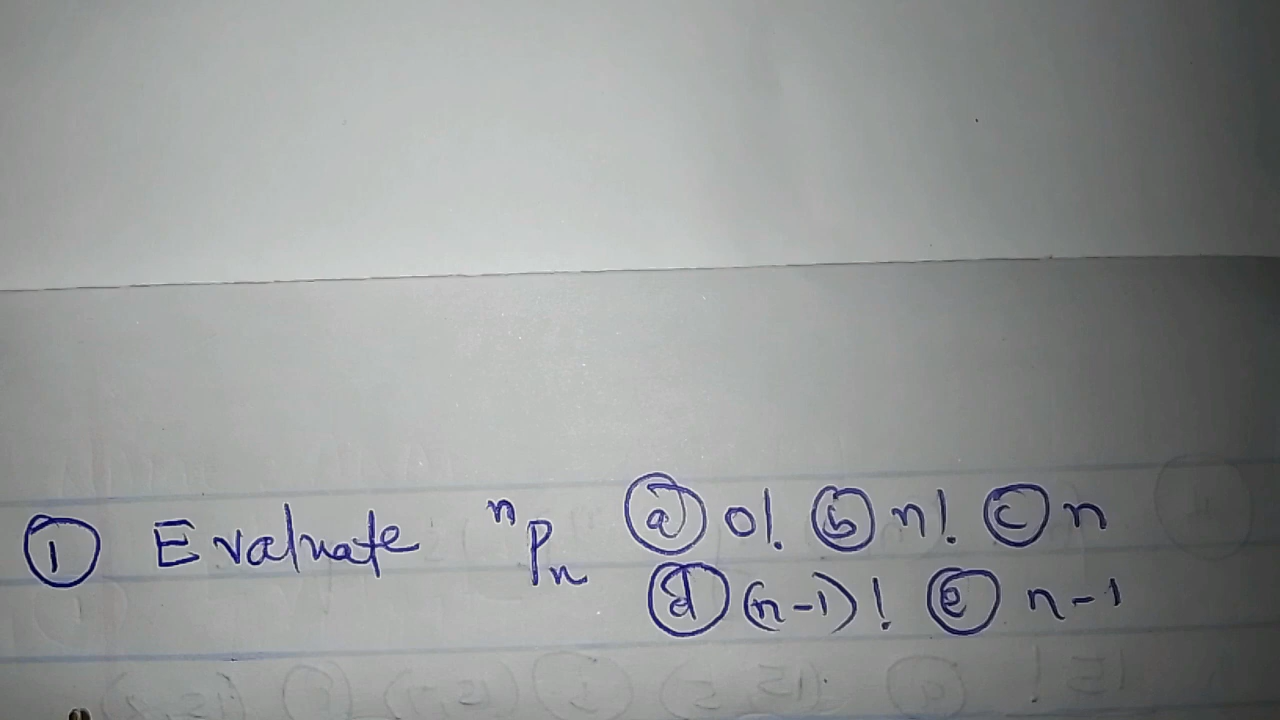 ① Evaluate ⁿPₙ ⓐ 0! ⓑ n! ⓒ n
ⓓ (n-1)! ⓔ n-1